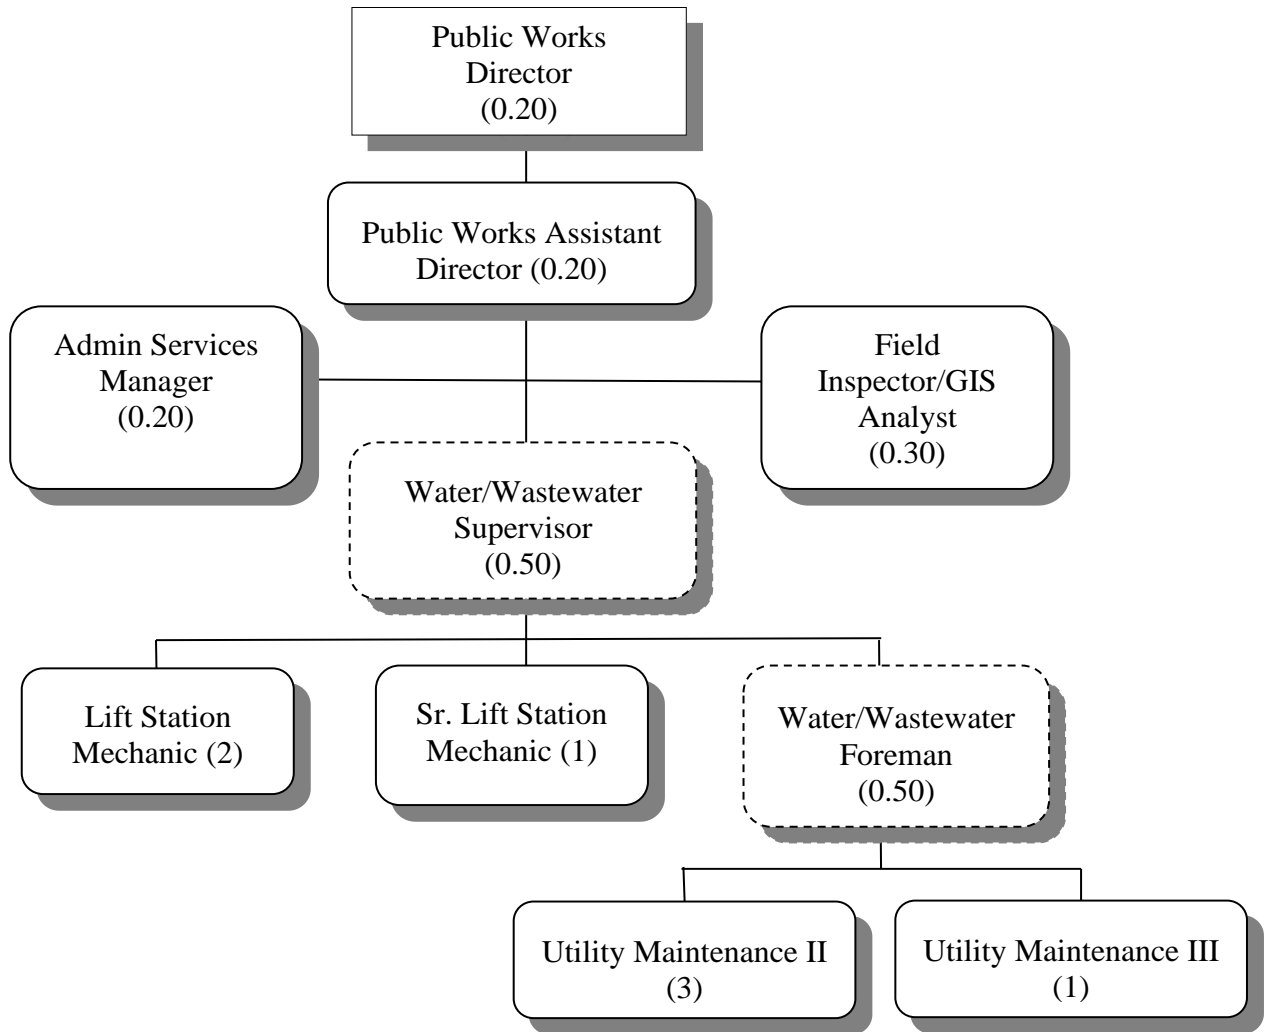 Public Works
Director
(0.20)
Public Works Assistant
Director (0.20)
Admin Services
Manager
(0.20)
Field
Inspector/GIS
Analyst
(0.30)
Water/Wastewater
Supervisor
(0.50)
Lift Station
Mechanic (2)
Sr. Lift Station
Mechanic (1)
Water/Wastewater
Foreman
(0.50)
Utility Maintenance II
(3)
Utility Maintenance III
(1)